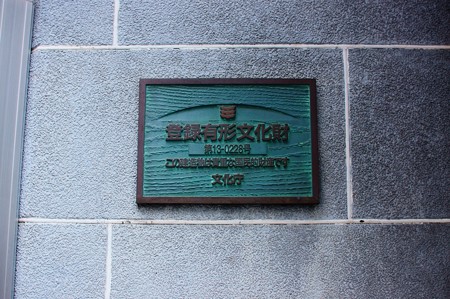 登録有形文化財
第13-0228号
この建造物は貴重な国民的財産です
文化庁